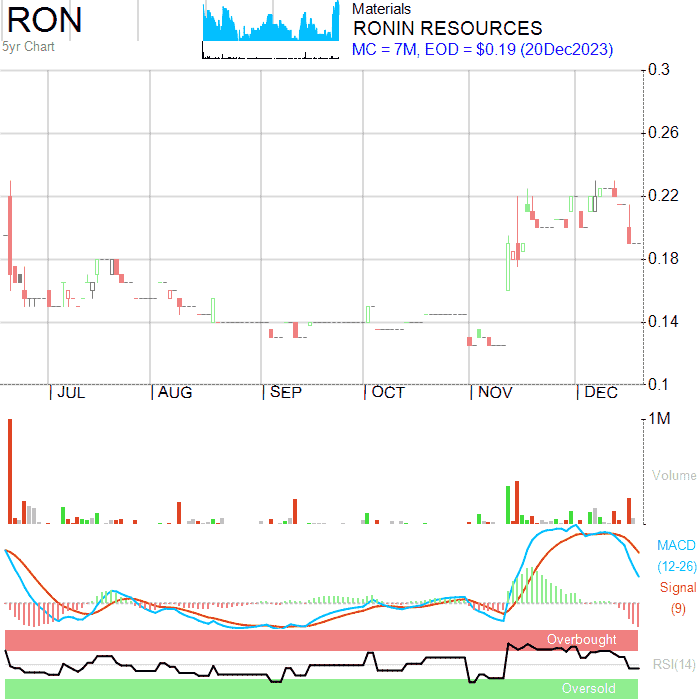 RON
5yr Chart
Materials
RONIN RESOURCES
MC = 7M, EOD = $0.19 (20Dec2023)
0.3
0.26
0.22
0.18
0.14
0.1
JUL AUG SEP OCT NOV DEC
1M
Volume
MACD
(12-26)
Signal
(9)
Overbought
RSI(14)
Oversold